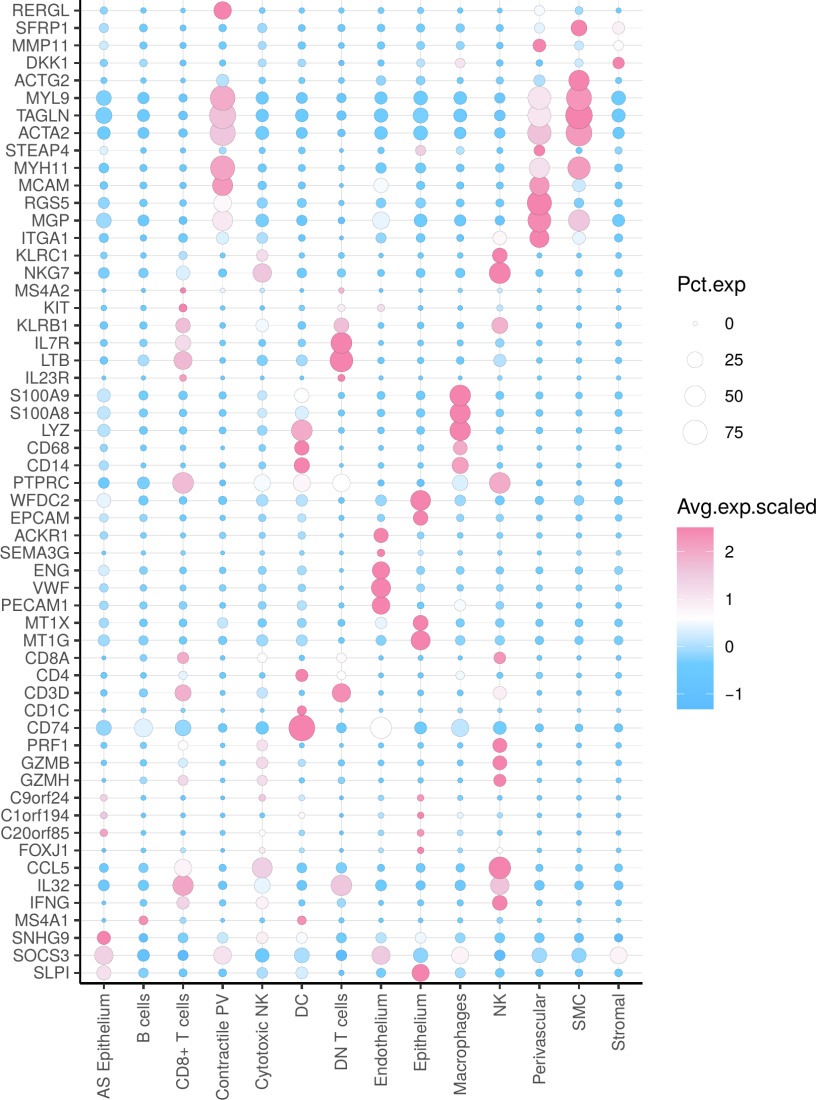 RERGL
SFRP1
MMP11
DKK1
ACTG2
MYL9
TAGLN
ACTA2
STEAP4
MYH11
MCAM
RGS5
MGP
ITGA1
KLRC1
NKG7
MS4A2
KIT
KLRB1
IL7R
LTB
IL23R
S100A9
S100A8
LYZ
CD68
CD14
PTPRC
WFDC2
EPCAM
ACKR1
SEMA3G
ENG
VWF
PECAM1
MT1X
MT1G
CD8A
CD4
CD3D
CD1C
CD74
PRF1
GZMB
GZMH
C9orf24
C1orf194
C20orf85
FOXJ1
CCL5
IL32
IFNG
MS4A1
SNHG9
SOCS3
SLPI
AS Epithelium
B cells
CD8+ T cells
Contractile PV
Cytotoxic NK
DC
DN T cells
Endothelium
Epithelium
Macrophages
NK
Perivascular
SMC
Stromal
Pct.exp
0
25
50
75
Avg.exp.scaled
2
1
0
−1